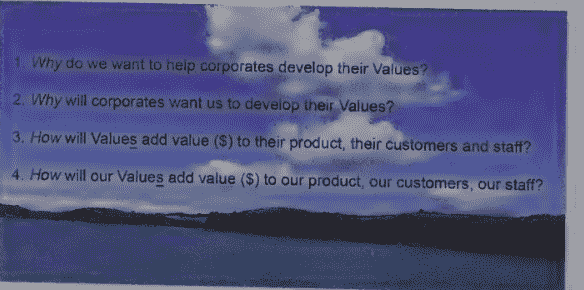 1. Why do we want to help corporates develop their Values?
2. Why will corporates want us to develop their Values?
3. How will Values add value ($) to their product, their customers and staff?
4. How will our Values add value ($) to our product, our customers, our staff?